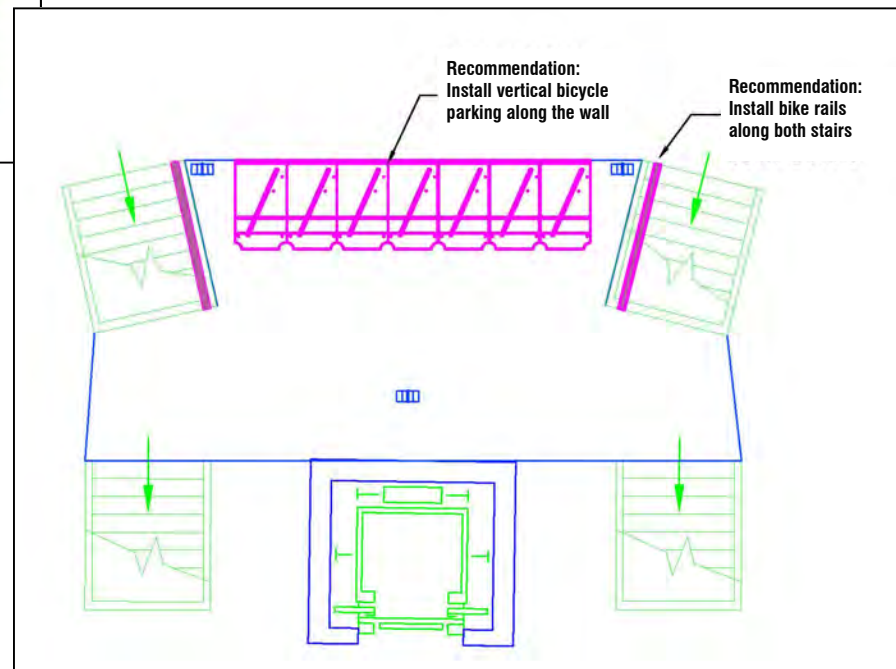 Recommendation:
Install vertical bicycle
parking along the wall
Recommendation:
Install bike rails
along both stairs